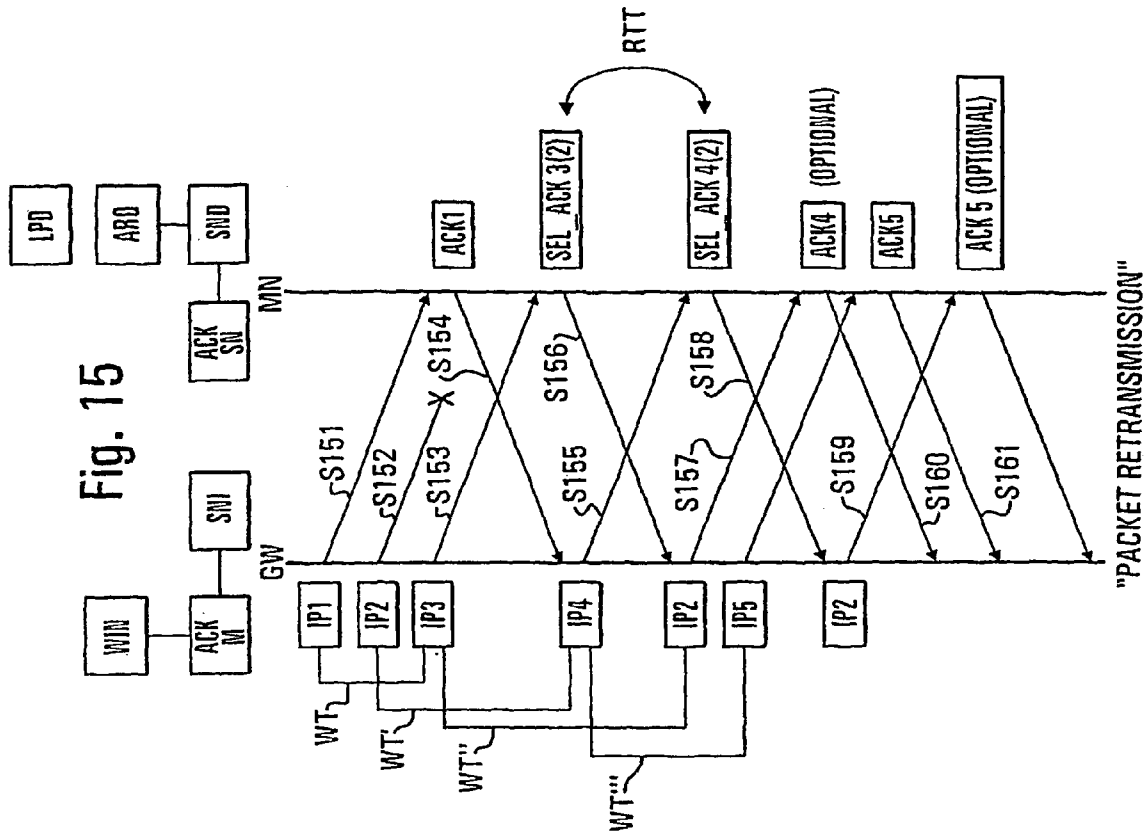 Fig. 15
WIN
ACK
M
SNI
ACK
SN
SND
ARQ
LPD
GW
MN
IP1
IP2
IP3
IP4
IP2
IP5
IP2
WT
WT'
WT"
WT'"
S151
S152
X
S153
S154
S155
S156
S157
S158
S159
S160
S161
ACK1
SEL_ACK 3(2)
SEL_ACK 4(2)
RTT
ACK4 (OPTIONAL)
ACK5
ACK 5 (OPTIONAL)
"PACKET RETRANSMISSION"